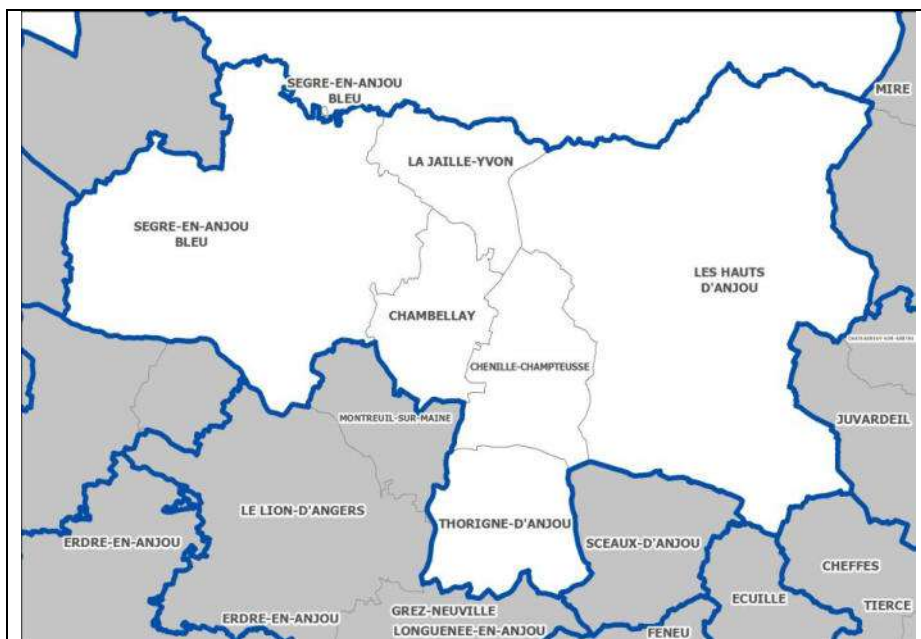 SEGRE-EN-ANJOU
BLEU
MIRE
LA JAILLE-YVON
SEGRE-EN-ANJOU
BLEU
LES HAUTS
D'ANJOU
CHAMBELLAY
CHENILLE-CHAMPTEUSSE
MONTREUIL-SUR-MAINE
JUVARDEIL
LE LION-D'ANGERS
THORIGNE-D'ANJOU
ERDRE-EN-ANJOU
SCEAUX-D'ANJOU
CHEFFES
ECUILLE
TIERCE
GREZ-NEUVILLE
ERDRE-EN-ANJOU
LONGUENEE-EN-ANJOU
FENEU